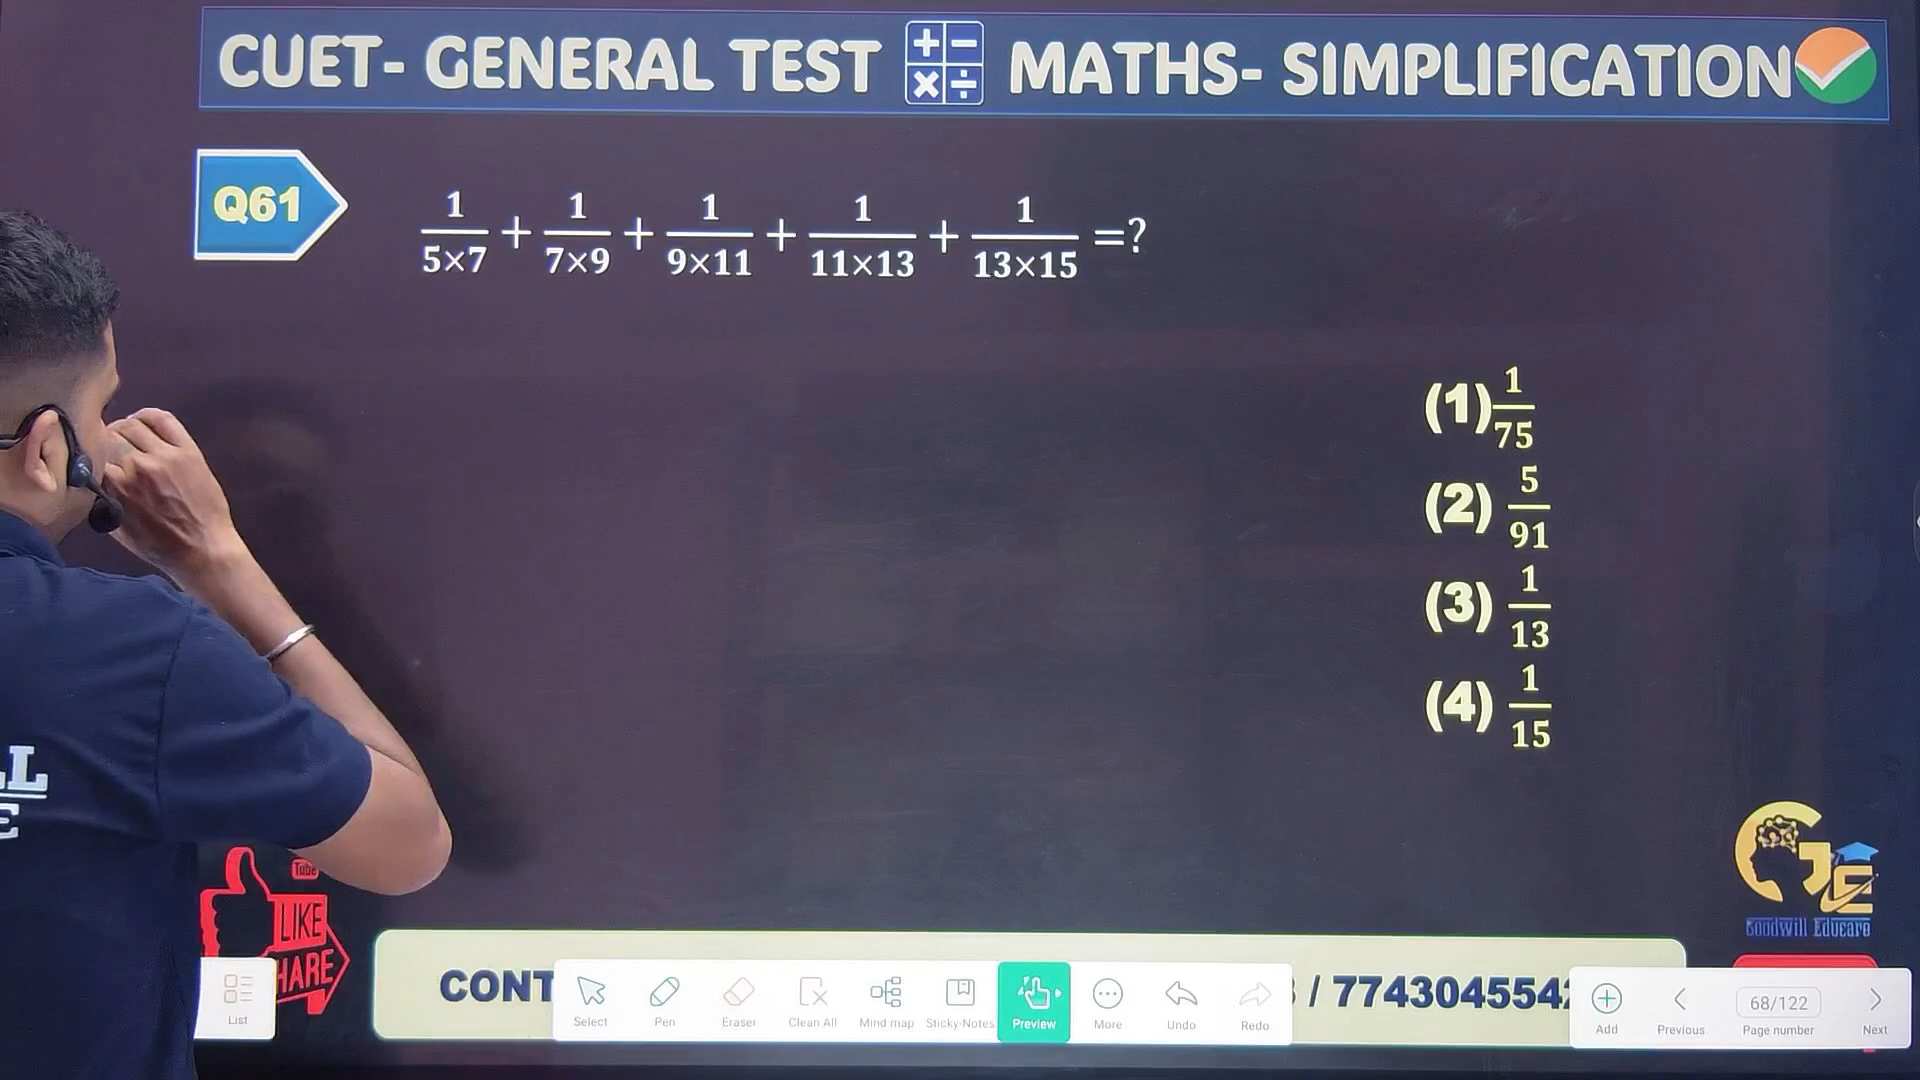 CUET- GENERAL TEST + − × ÷ MATHS- SIMPLIFICATION
Q61
1/5×7 + 1/7×9 + 1/9×11 + 1/11×13 + 1/13×15 =?
(1) 1/75
(2) 5/91
(3) 1/13
(4) 1/15
LL
E
Tube
LIKE
HARE
Goodwill Educare
CONT
/ 774304554
List
Select
Pen
Eraser
Clean All
Mind map
Sticky-Notes
Preview
More
Undo
Redo
Add
Previous
68/122
Page number
Next